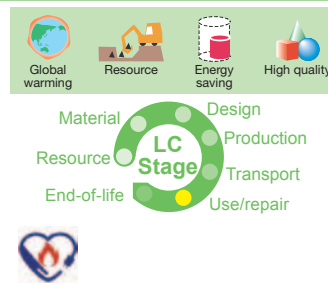 Global
warming
Resource
Energy
saving
High quality
Material
Design
Production
Resource
LC
Stage
Transport
End-of-life
Use/repair